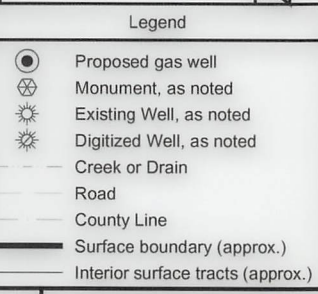 Legend
Proposed gas well
Monument, as noted
Existing Well, as noted
Digitized Well, as noted
Creek or Drain
Road
County Line
Surface boundary (approx.)
Interior surface tracts (approx.)